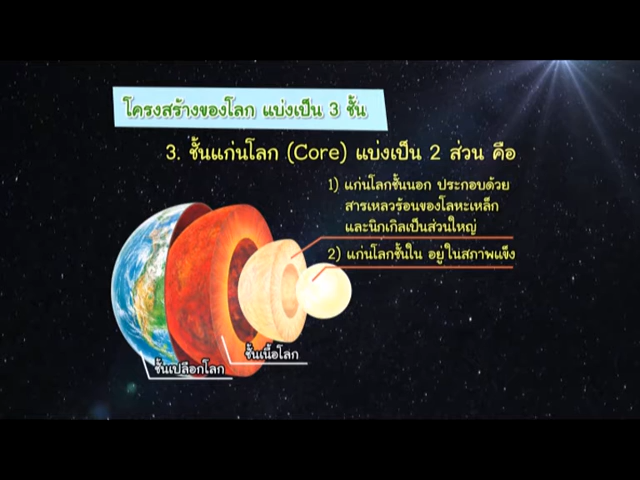 โครงสร้างของโลก แบ่งเป็น 3 ชั้น
3. ชั้นแก่นโลก (Core) แบ่งเป็น 2 ส่วน คือ
1) แก่นโลกชั้นนอก ประกอบด้วย
สารเหลวร้อนของโลหะเหล็ก
และนิกเกิลเป็นส่วนใหญ่
2) แก่นโลกชั้นใน อยู่ในสภาพแข็ง
ชั้นเนื้อโลก
ชั้นเปลือกโลก